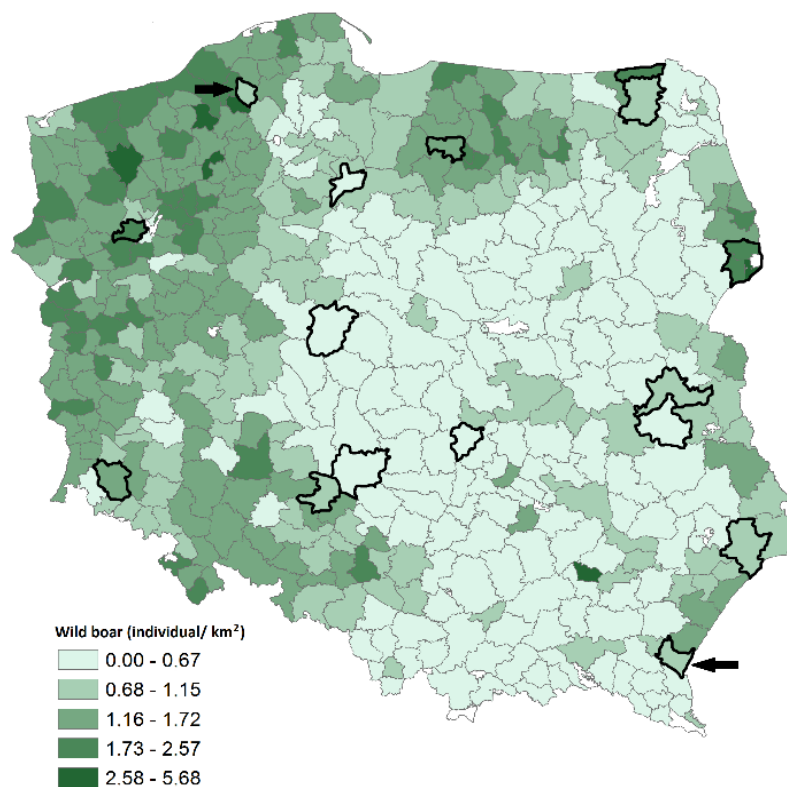 Wild boar (individual/ km²)
0.00 - 0.67
0.68 - 1.15
1.16 - 1.72
1.73 - 2.57
2.58 - 5.68